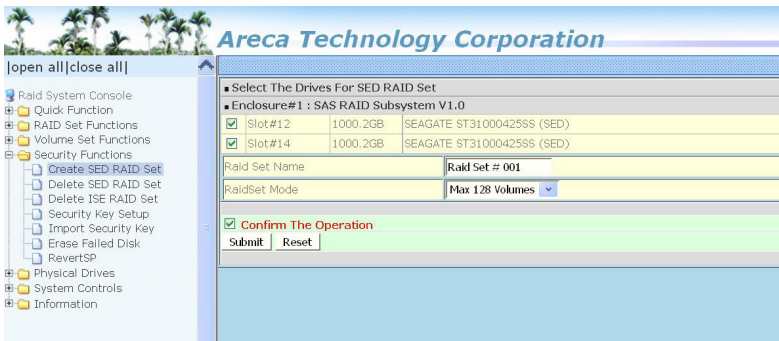 Areca Technology Corporation
|open all|close all|
Raid System Console
Quick Function
RAID Set Functions
Volume Set Functions
Security Functions
Create SED RAID Set
Delete SED RAID Set
Delete ISE RAID Set
Security Key Setup
Import Security Key
Erase Failed Disk
RevertSP
Physical Drives
System Controls
Information
Select The Drives For SED RAID Set
Enclosure#1 : SAS RAID Subsystem V1.0
Slot#12 1000.2GB SEAGATE ST31000425SS (SED)
Slot#14 1000.2GB SEAGATE ST31000425SS (SED)
Raid Set Name Raid Set # 001
RaidSet Mode Max 128 Volumes
Confirm The Operation
Submit Reset